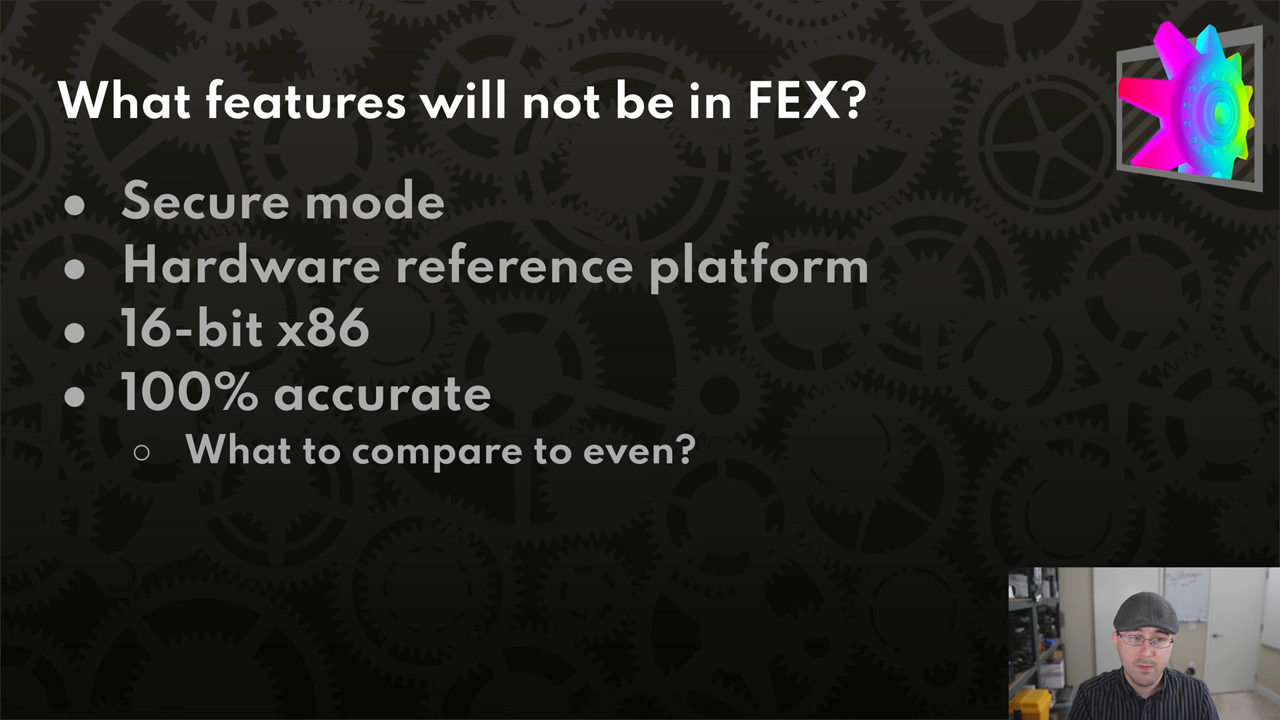 What features will not be in FEX?
● Secure mode
● Hardware reference platform
● 16-bit x86
● 100% accurate
○ What to compare to even?